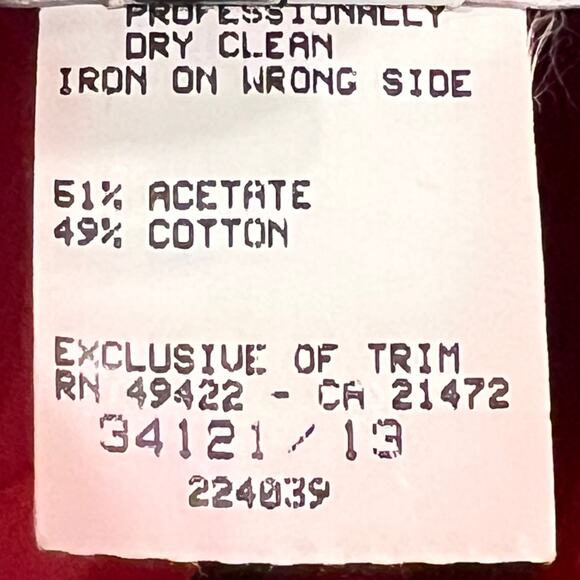 PROFESSIONALLY
DRY CLEAN
IRON ON WRONG SIDE
51% ACETATE
49% COTTON
EXCLUSIVE OF TRIM
RN 49422 - CA 21472
34121/13
224039